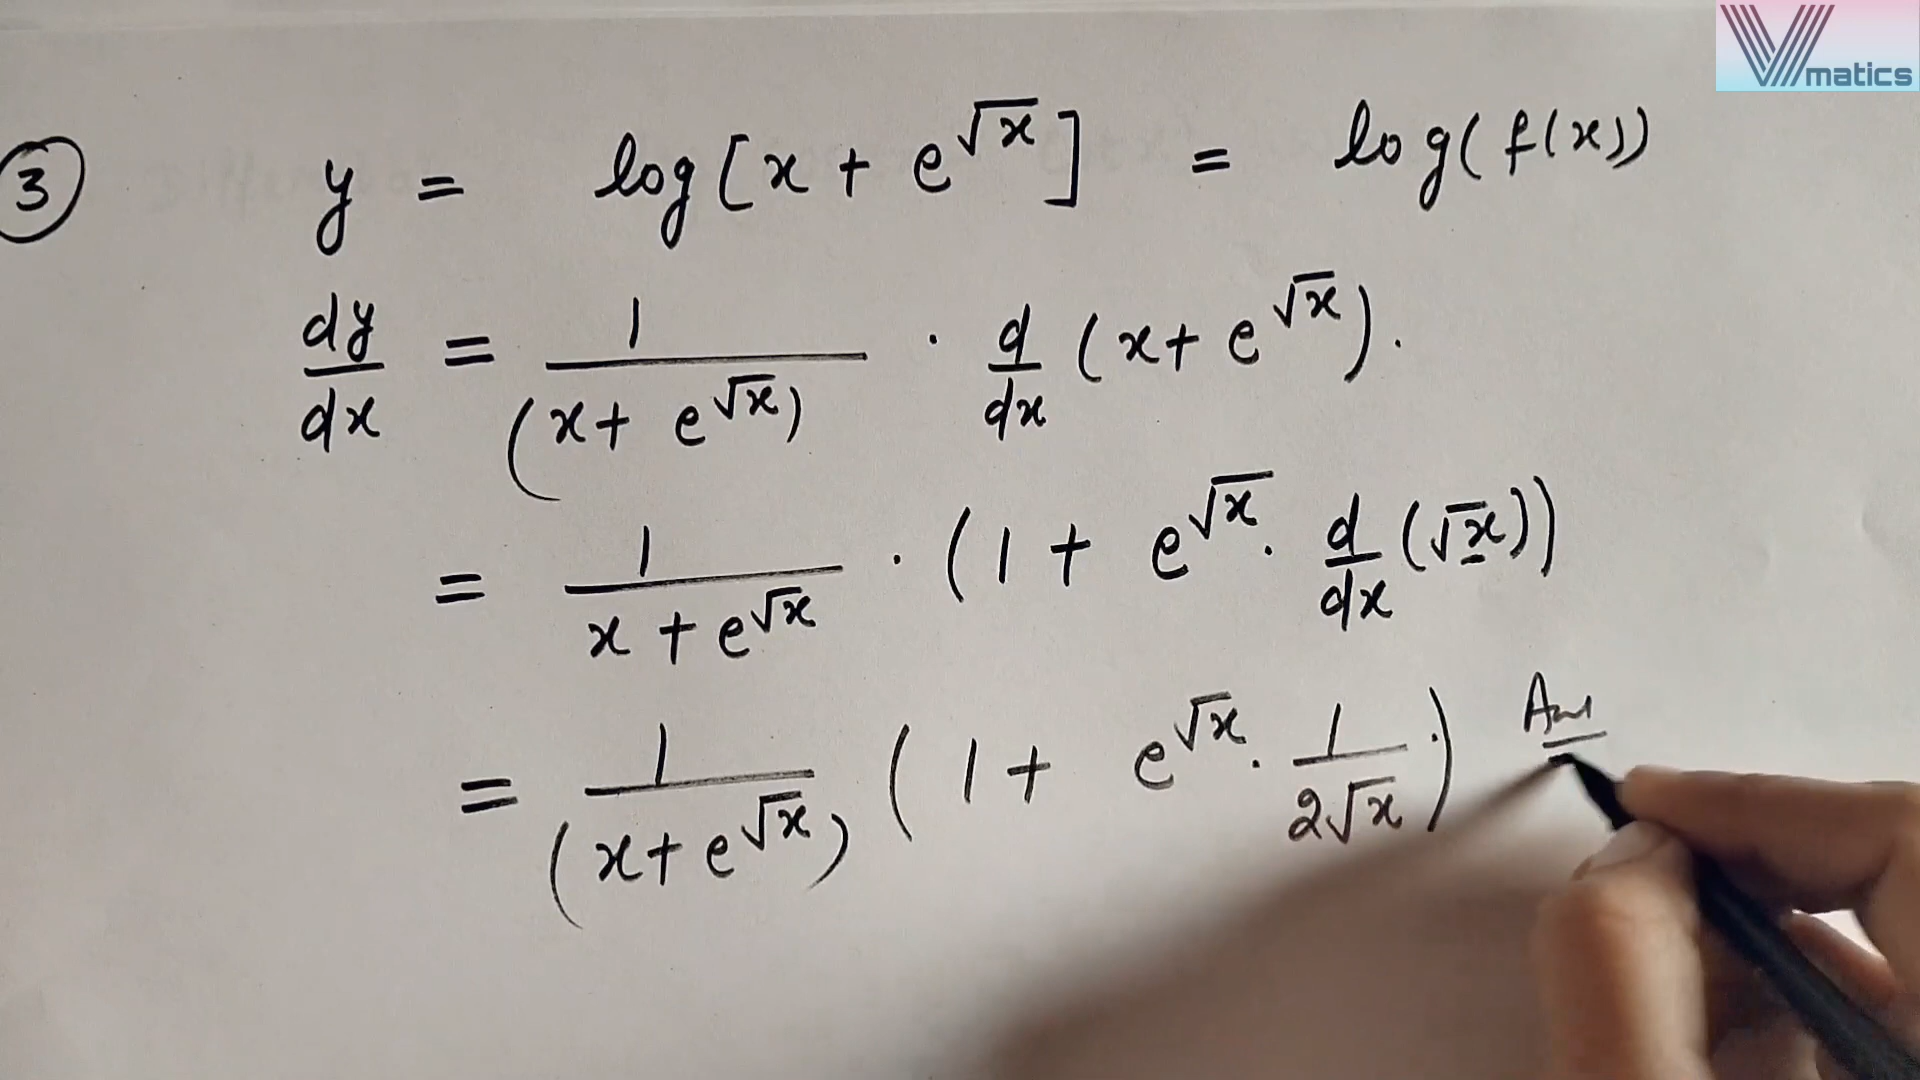 Vmatics
③ y = log[x + e^√x] = log(f(x))
dy/dx = 1/(x + e^√x) · d/dx (x + e^√x).
= 1/(x + e^√x) · (1 + e^√x · d/dx (√x))
= 1/(x + e^√x) (1 + e^√x · 1/(2√x)) Ans